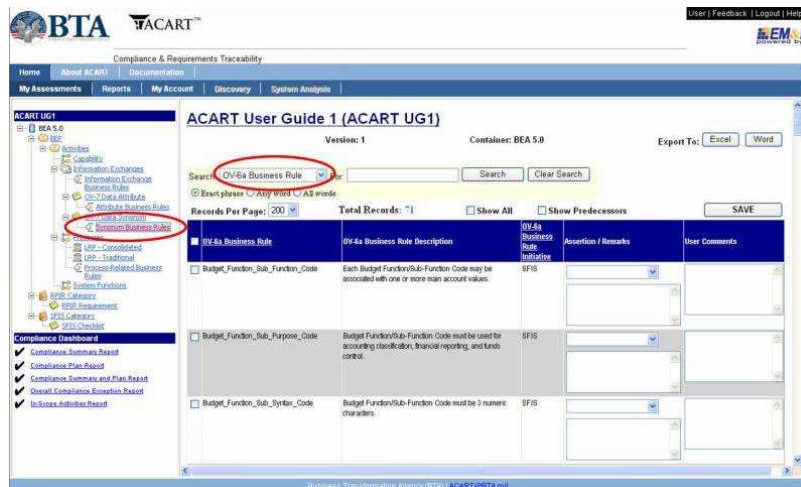 User | Feedback | Logout | Help
BTA TACART™
EM&
powered by
Compliance & Requirements Traceability
Home About ACART Documentation
My Assessments Reports My Account Discovery System Analysis
ACART UG1
BEA 5.0
BEP
Activities
Capability
Information Exchanges
Information Exchange
Business Rules
OV-7 Data Attribute
Attribute Business Rules
OV-7 Data Synonym
Synonym Business Rules
Processes
LRP - Consolidated
LRP - Traditional
Process-Related Business
Rules
System Functions
RFIR Category
RFIR Requirement
SFIS Category
SFIS Checklist
Compliance Dashboard
Compliance Summary Report
Compliance Plan Report
Compliance Summary and Plan Report
Overall Compliance Exception Report
In-Scope Activities Report
ACART User Guide 1 (ACART UG1)
Version: 1 Container: BEA 5.0 Export To: Excel Word
Search OV-6a Business Rule For Search Clear Search
Exact phrase Any word All words
Records Per Page: 200 Total Records: 71 Show All Show Predecessors SAVE
OV-6a Business Rule OV-6a Business Rule Description OV-6a Business Rule Initiative Assertion / Remarks User Comments
Budget_Function_Sub_Function_Code Each Budget Function/Sub-Function Code may be SFIS
associated with one or more main account values.
Budget_Function_Sub_Purpose_Code Budget Function/Sub-Function Code must be used for SFIS
accounting classification, financial reporting, and funds
control.
Budget_Function_Sub_Syntax_Code Budget Function/Sub-Function Code must be 3 numeric SFIS
characters.
Business Transformation Agency (BTA) | ACART@BTA.mil